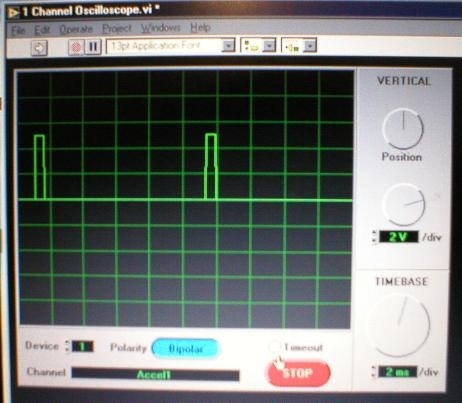 1 Channel Oscilloscope.vi *
File Edit Operate Project Windows Help
13pt Application Font
VERTICAL
Position
2V /div
TIMEBASE
2 ms /div
Device 1 Polarity Bipolar Timeout
Channel Accel1 STOP